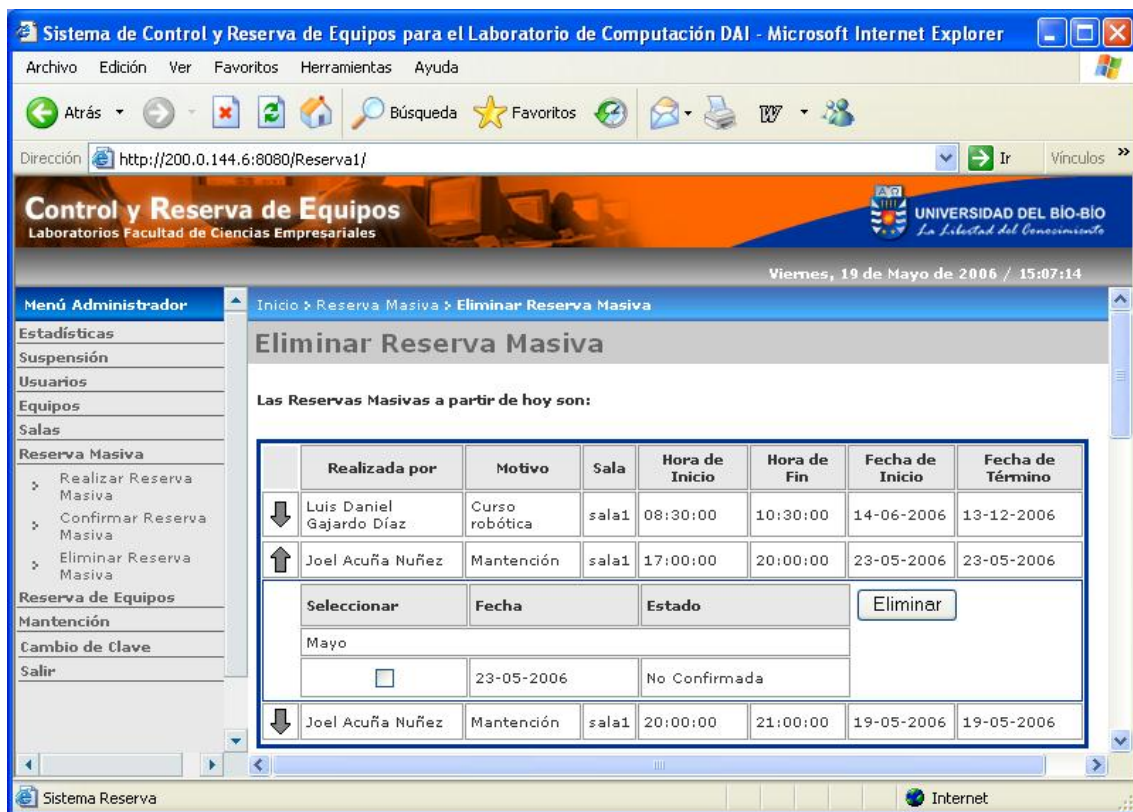 Sistema de Control y Reserva de Equipos para el Laboratorio de Computación DAI - Microsoft Internet Explorer
Archivo Edición Ver Favoritos Herramientas Ayuda
Atrás Búsqueda Favoritos
Dirección http://200.0.144.6:8080/Reserva1/ Ir Vínculos »
Control y Reserva de Equipos
Laboratorios Facultad de Ciencias Empresariales
UNIVERSIDAD DEL BÍO-BÍO
La Libertad del Conocimiento
Viernes, 19 de Mayo de 2006 / 15:07:14
Menú Administrador
Estadísticas
Suspensión
Usuarios
Equipos
Salas
Reserva Masiva
Realizar Reserva
Masiva
Confirmar Reserva
Masiva
Eliminar Reserva
Masiva
Reserva de Equipos
Mantención
Cambio de Clave
Salir
Inicio > Reserva Masiva > Eliminar Reserva Masiva
Eliminar Reserva Masiva
Las Reservas Masivas a partir de hoy son:
Realizada por Motivo Sala Hora de Inicio Hora de Fin Fecha de Inicio Fecha de Término
Luis Daniel Gajardo Díaz Curso robótica sala1 08:30:00 10:30:00 14-06-2006 13-12-2006
Joel Acuña Nuñez Mantención sala1 17:00:00 20:00:00 23-05-2006 23-05-2006
Seleccionar Fecha Estado Eliminar
Mayo
23-05-2006 No Confirmada
Joel Acuña Nuñez Mantención sala1 20:00:00 21:00:00 19-05-2006 19-05-2006
Sistema Reserva Internet